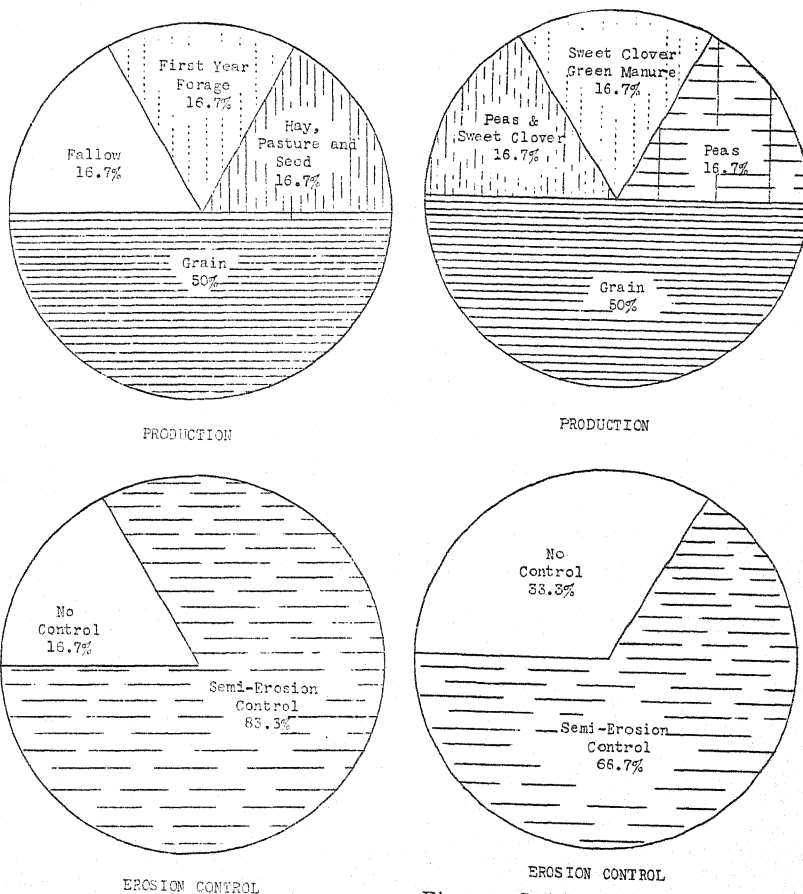 First Year
Forage
16.7%
Hay,
Pasture and
Seed
16.7%
Fallow
16.7%
Grain
50%
PRODUCTION
Sweet Clover
Green Manure
16.7%
Peas &
Sweet Clover
16.7%
Peas
16.7%
Grain
50%
PRODUCTION
No
Control
16.7%
Semi-Erosion
Control
83.3%
EROSION CONTROL
No
Control
33.3%
Semi-Erosion
Control
66.7%
EROSION CONTROL